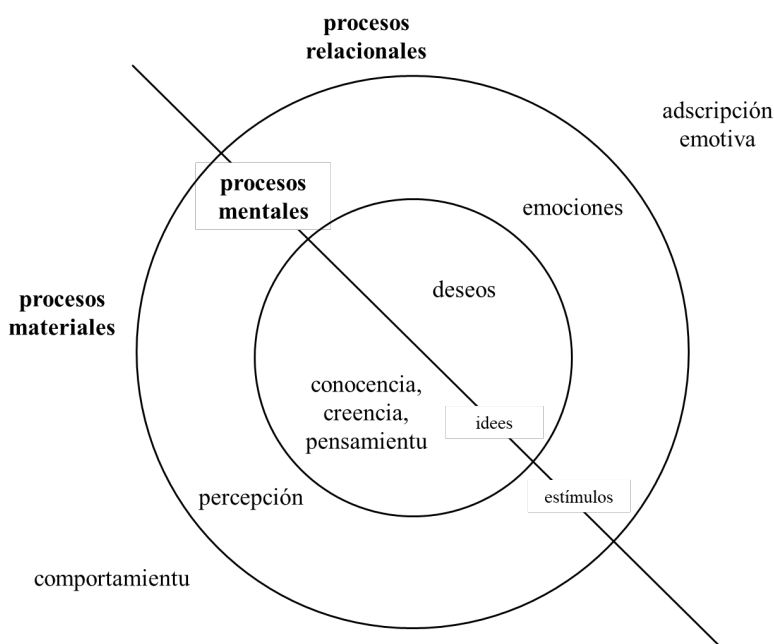 procesos
relacionales
adscripción
emotiva
procesos
mentales
emociones
deseos
procesos
materiales
conocencia,
creencia,
pensamientu
idees
percepción
estímulos
comportamientu